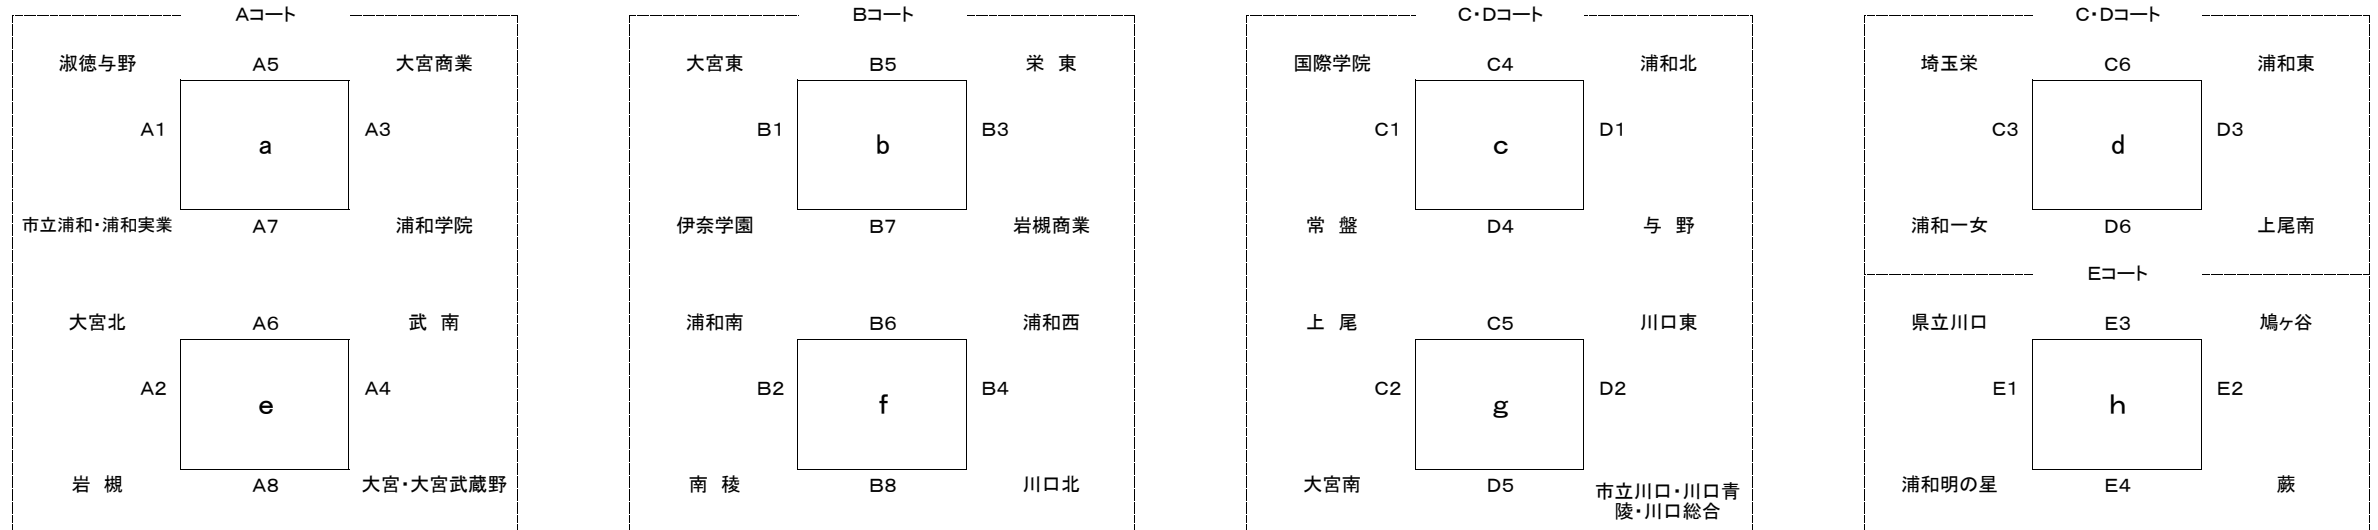 Aコート
淑徳与野 A5 大宮商業
A1 a A3
市立浦和・浦和実業 A7 浦和学院
大宮北 A6 武 南
A2 e A4
岩 槻 A8 大宮・大宮武蔵野
Bコート
大宮東 B5 栄 東
B1 b B3
伊奈学園 B7 岩槻商業
浦和南 B6 浦和西
B2 f B4
南 稜 B8 川口北
C・Dコート
国際学院 C4 浦和北
C1 c D1
常 盤 D4 与 野
上 尾 C5 川口東
C2 g D2
大宮南 D5 市立川口・川口青
陵・川口総合
C・Dコート
埼玉栄 C6 浦和東
C3 d D3
浦和一女 D6 上尾南
Eコート
県立川口 E3 鳩ヶ谷
E1 h E2
浦和明の星 E4 蕨